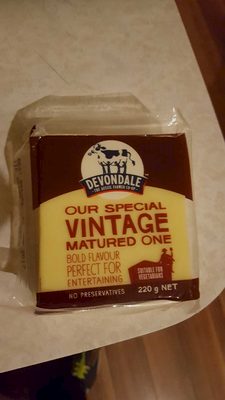 DEVONDALE
THE AUSSIE FARMER CO-OP
OUR SPECIAL
VINTAGE
MATURED ONE
BOLD FLAVOUR
PERFECT FOR
ENTERTAINING
SUITABLE FOR
VEGETARIANS
NO PRESERVATIVES
220 g NET